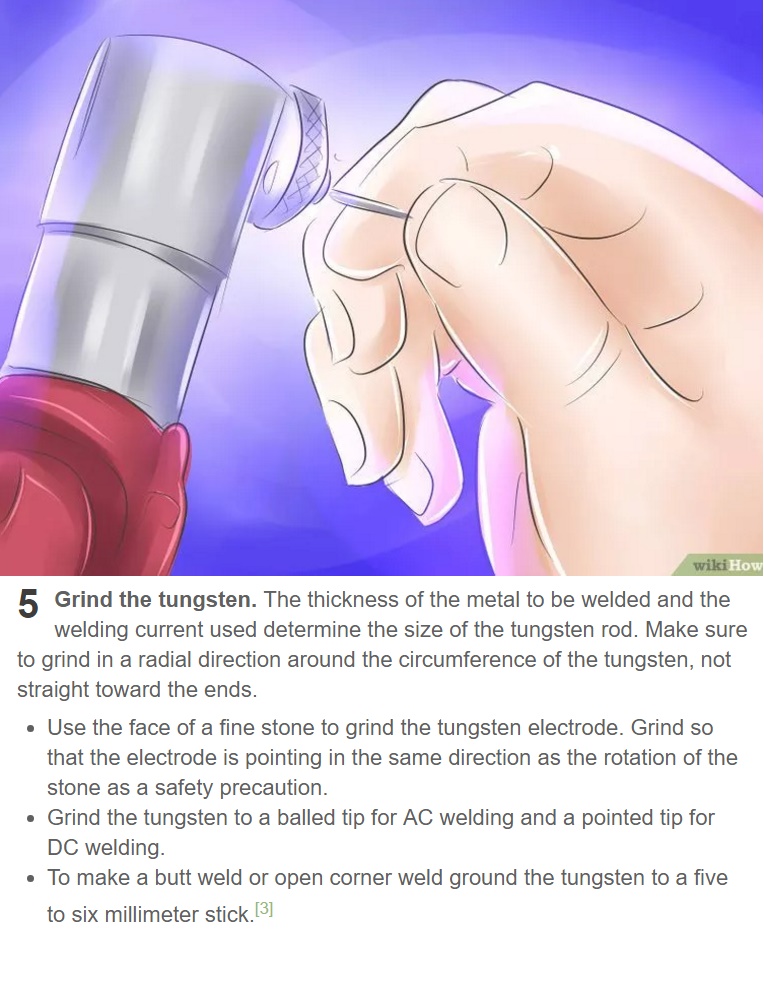 wikiHow
5 Grind the tungsten. The thickness of the metal to be welded and the
welding current used determine the size of the tungsten rod. Make sure
to grind in a radial direction around the circumference of the tungsten, not
straight toward the ends.
• Use the face of a fine stone to grind the tungsten electrode. Grind so
that the electrode is pointing in the same direction as the rotation of the
stone as a safety precaution.
• Grind the tungsten to a balled tip for AC welding and a pointed tip for
DC welding.
• To make a butt weld or open corner weld ground the tungsten to a five
to six millimeter stick.[3]